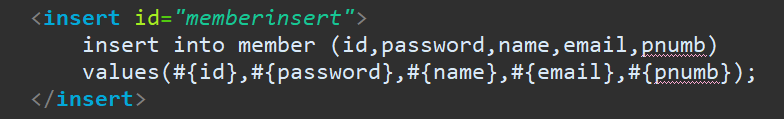 <insert id="memberinsert">
insert into member (id,password,name,email,pnumb)
values(#{id},#{password},#{name},#{email},#{pnumb});
</insert>